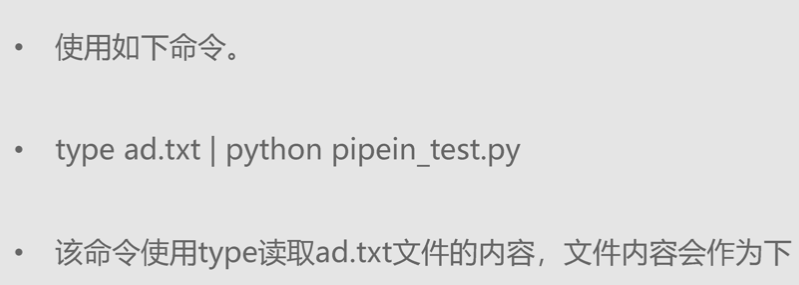 • 使用如下命令。
• type ad.txt | python pipein_test.py
• 该命令使用type读取ad.txt文件的内容，文件内容会作为下